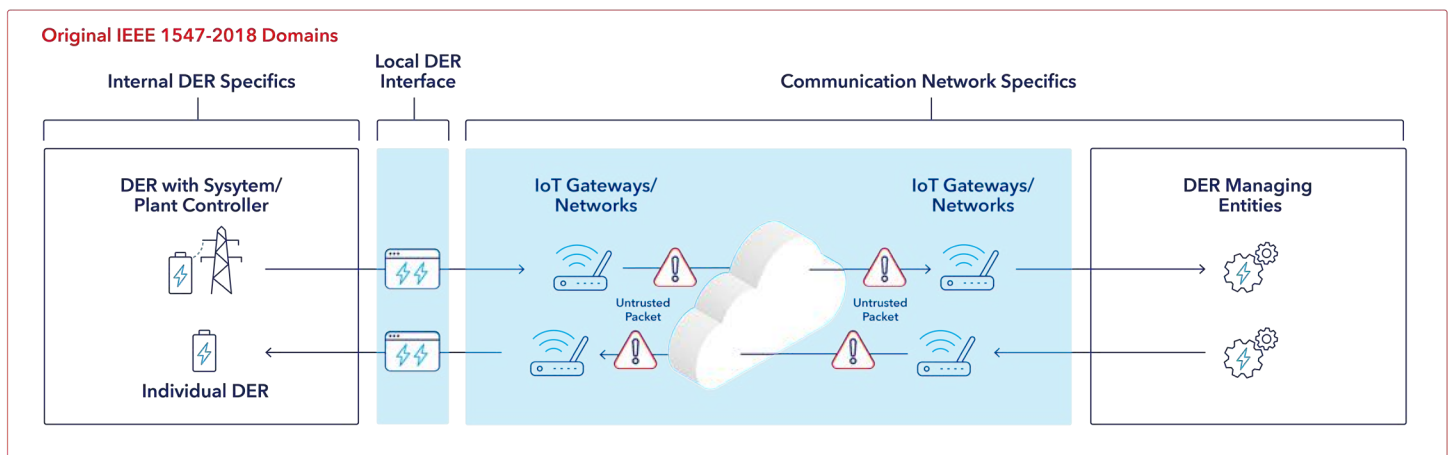 Original IEEE 1547-2018 Domains
Internal DER Specifics
Local DER
Interface
Communication Network Specifics
DER with Sysytem/
Plant Controller
IoT Gateways/
Networks
IoT Gateways/
Networks
DER Managing
Entities
Untrusted
Packet
Untrusted
Packet
Individual DER